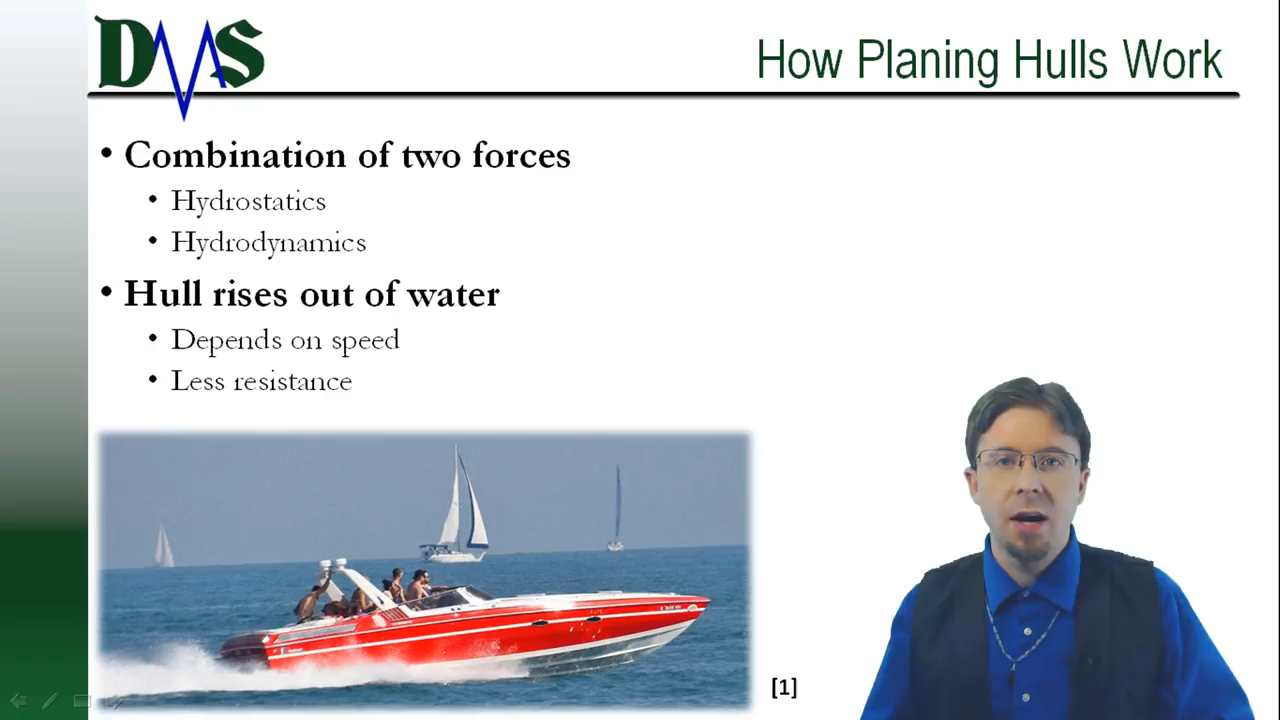 DMS
How Planing Hulls Work
• Combination of two forces
• Hydrostatics
• Hydrodynamics
• Hull rises out of water
• Depends on speed
• Less resistance
[1]